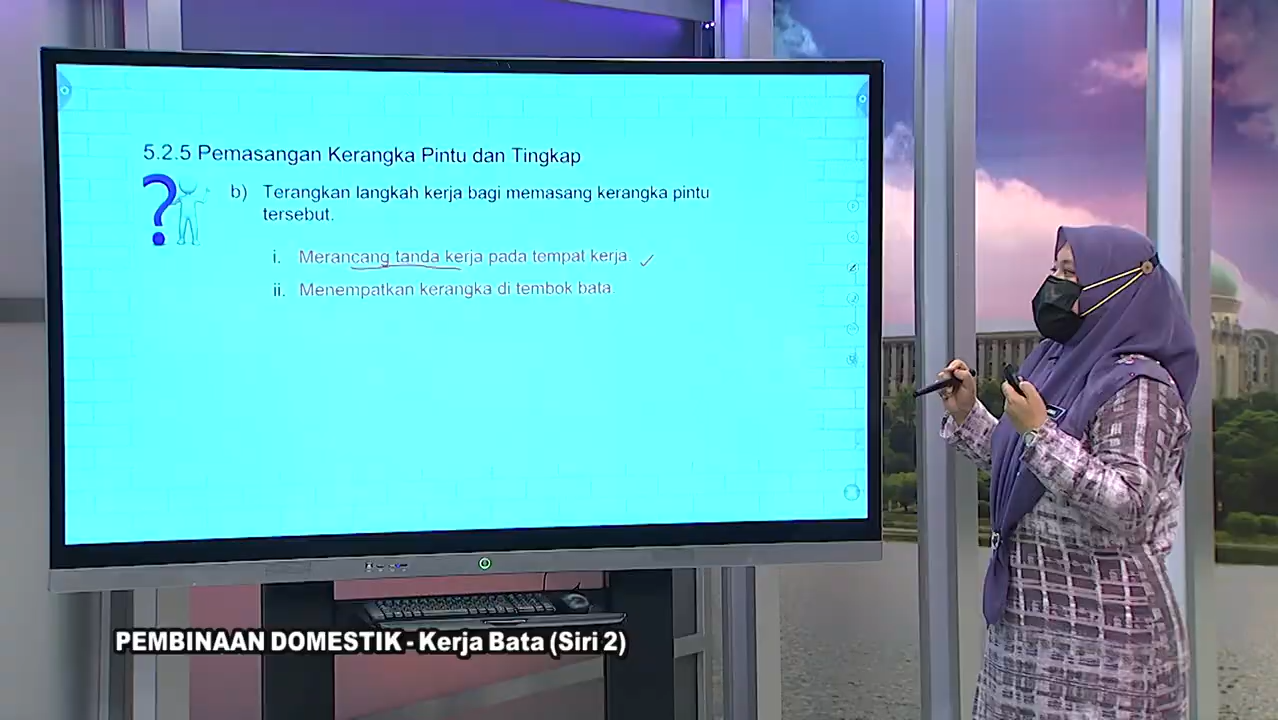 5.2.5 Pemasangan Kerangka Pintu dan Tingkap
b) Terangkan langkah kerja bagi memasang kerangka pintu
tersebut.
i. Merancang tanda kerja pada tempat kerja.
ii. Menempatkan kerangka di tembok bata.
PEMBINAAN DOMESTIK - Kerja Bata (Siri 2)